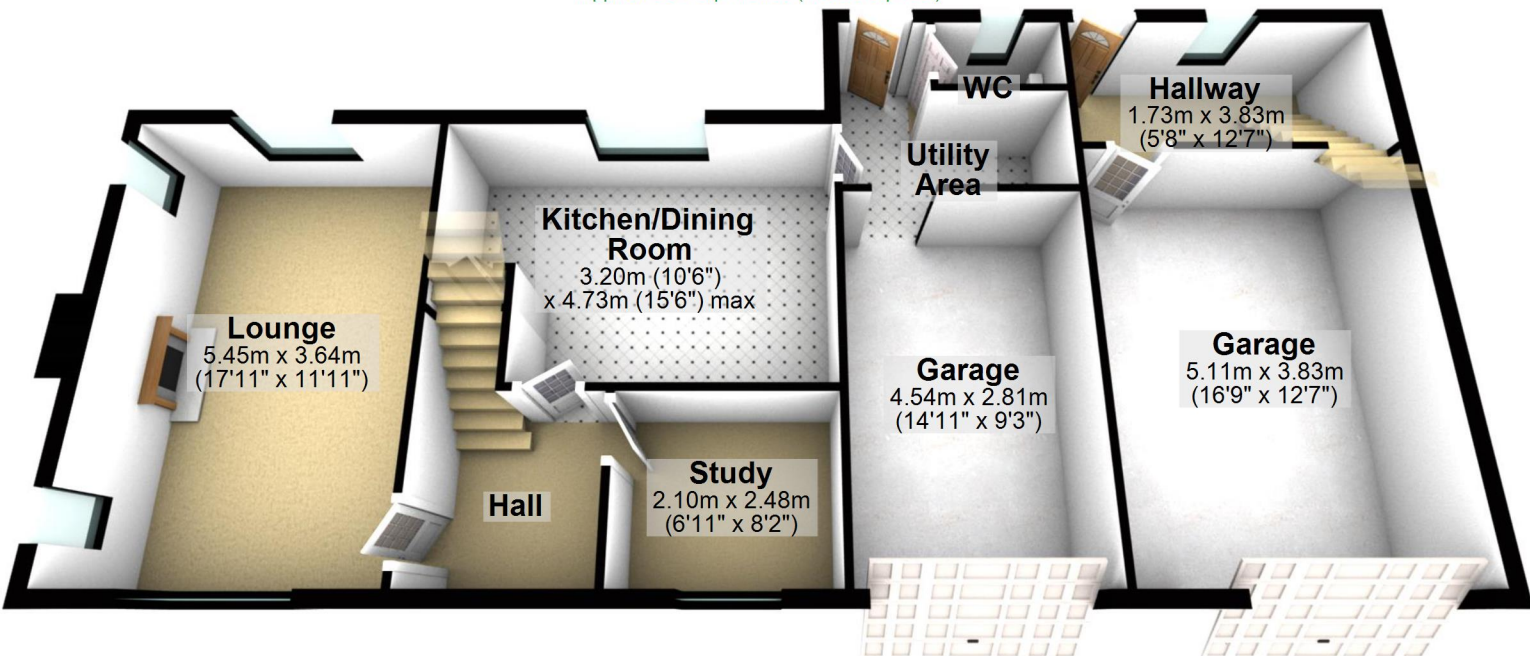 WC
Hallway
1.73m x 3.83m
(5'8" x 12'7")
Utility
Area
Kitchen/Dining
Room
3.20m (10'6")
x 4.73m (15'6") max
Lounge
5.45m x 3.64m
(17'11" x 11'11")
Garage
4.54m x 2.81m
(14'11" x 9'3")
Garage
5.11m x 3.83m
(16'9" x 12'7")
Hall
Study
2.10m x 2.48m
(6'11" x 8'2")